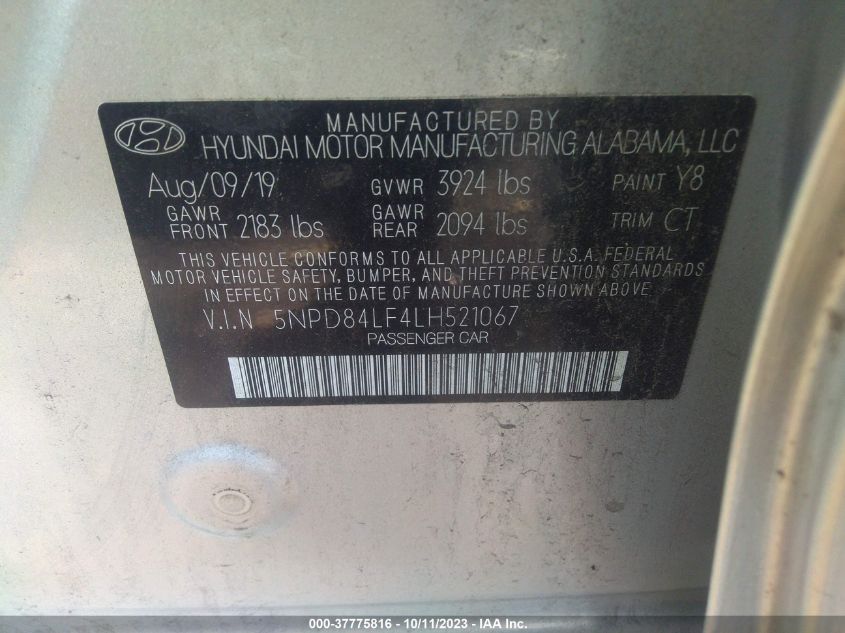 MANUFACTURED BY
HYUNDAI MOTOR MANUFACTURING ALABAMA, LLC
Aug/09/19 GVWR 3924 lbs PAINT Y8
GAWR FRONT 2183 lbs GAWR REAR 2094 lbs TRIM CT
THIS VEHICLE CONFORMS TO ALL APPLICABLE U.S.A. FEDERAL
MOTOR VEHICLE SAFETY, BUMPER, AND THEFT PREVENTION STANDARDS
IN EFFECT ON THE DATE OF MANUFACTURE SHOWN ABOVE.
V.I.N 5NPD84LF4LH521067
PASSENGER CAR
000-37775816 - 10/11/2023 - IAA Inc.